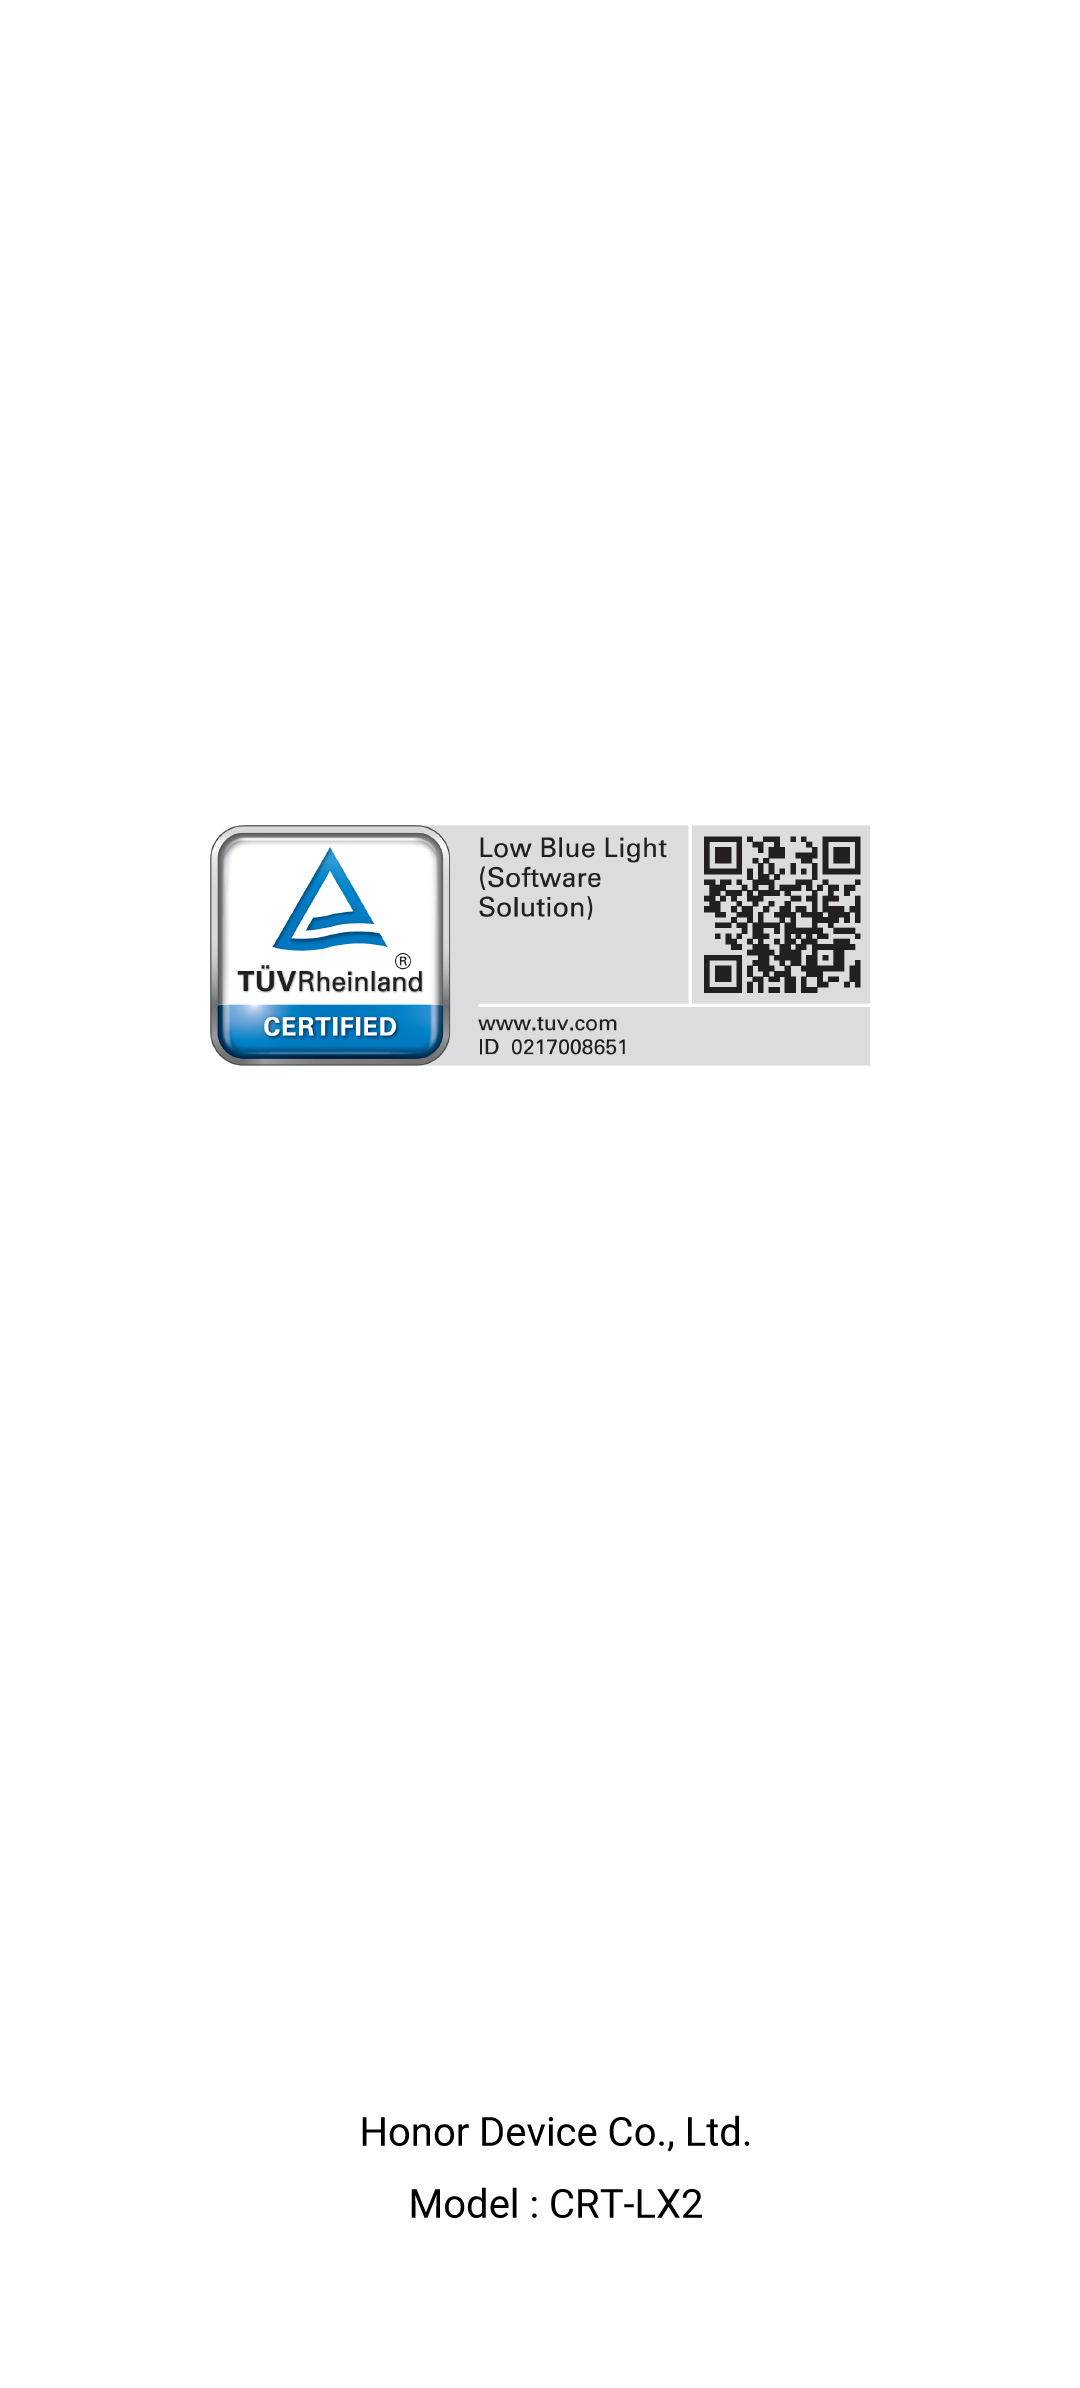 Low Blue Light
(Software
Solution)
®
TÜVRheinland
CERTIFIED
www.tuv.com
ID 0217008651
Honor Device Co., Ltd.
Model : CRT-LX2